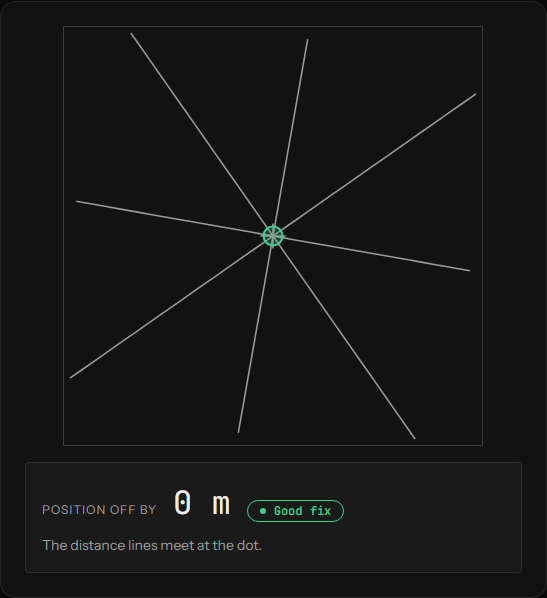 POSITION OFF BY 0 m Good fix
The distance lines meet at the dot.